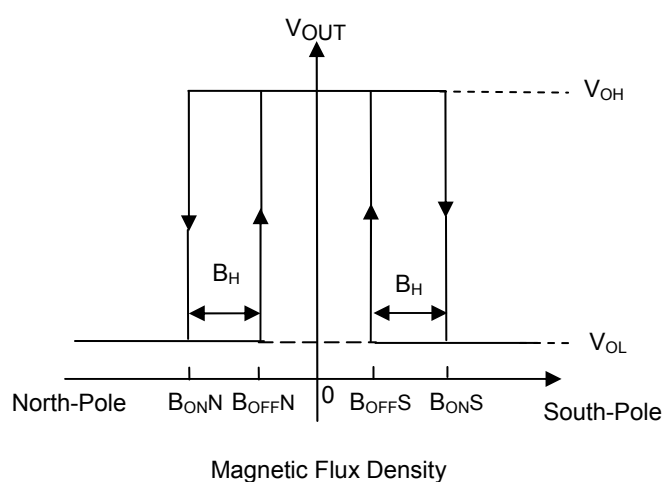 VOUT
VOH
BH
BH
VOL
North-Pole
BONN
BOFFN
0
BOFFS
BONS
South-Pole
Magnetic Flux Density